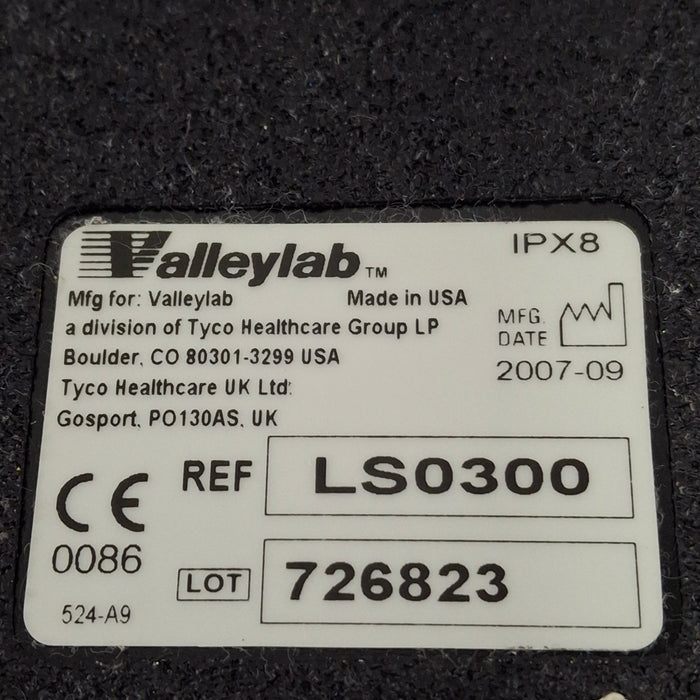 Valleylab™
IPX8
Mfg for: Valleylab Made in USA
a division of Tyco Healthcare Group LP
Boulder, CO 80301-3299 USA
Tyco Healthcare UK Ltd.
Gosport, PO130AS, UK
MFG.
DATE
2007-09
REF LS0300
CE
0086
LOT 726823
524-A9